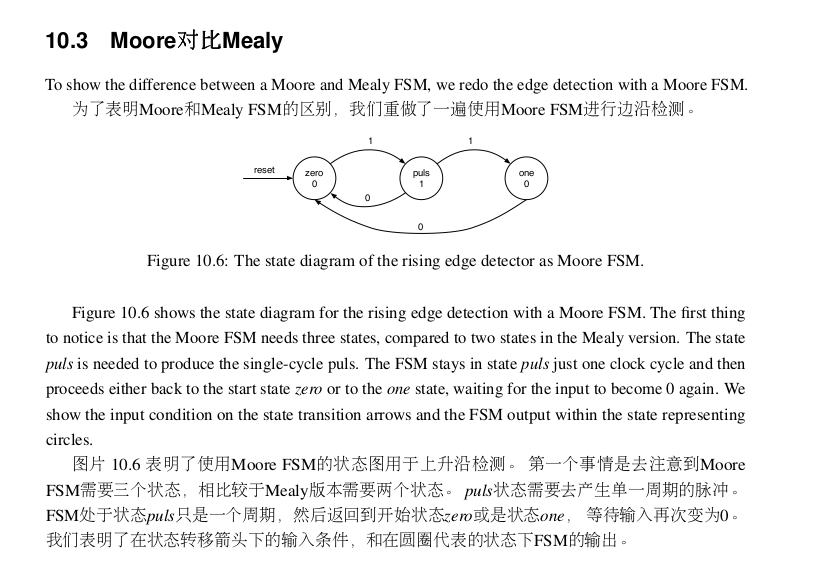 10.3 Moore对比Mealy
To show the difference between a Moore and Mealy FSM, we redo the edge detection with a Moore FSM.
为了表明Moore和Mealy FSM的区别，我们重做了一遍使用Moore FSM进行边沿检测。
1
1
reset
zero
0
puls
1
one
0
0
0
Figure 10.6: The state diagram of the rising edge detector as Moore FSM.
Figure 10.6 shows the state diagram for the rising edge detection with a Moore FSM. The first thing
to notice is that the Moore FSM needs three states, compared to two states in the Mealy version. The state
puls is needed to produce the single-cycle puls. The FSM stays in state puls just one clock cycle and then
proceeds either back to the start state zero or to the one state, waiting for the input to become 0 again. We
show the input condition on the state transition arrows and the FSM output within the state representing
circles.
图片 10.6 表明了使用Moore FSM的状态图用于上升沿检测。 第一个事情是去注意到Moore
FSM需要三个状态，相比较于Mealy版本需要两个状态。 puls状态需要去产生单一周期的脉冲。
FSM处于状态puls只是一个周期，然后返回到开始状态zero或是状态one， 等待输入再次变为0。
我们表明了在状态转移箭头下的输入条件，和在圆圈代表的状态下FSM的输出。